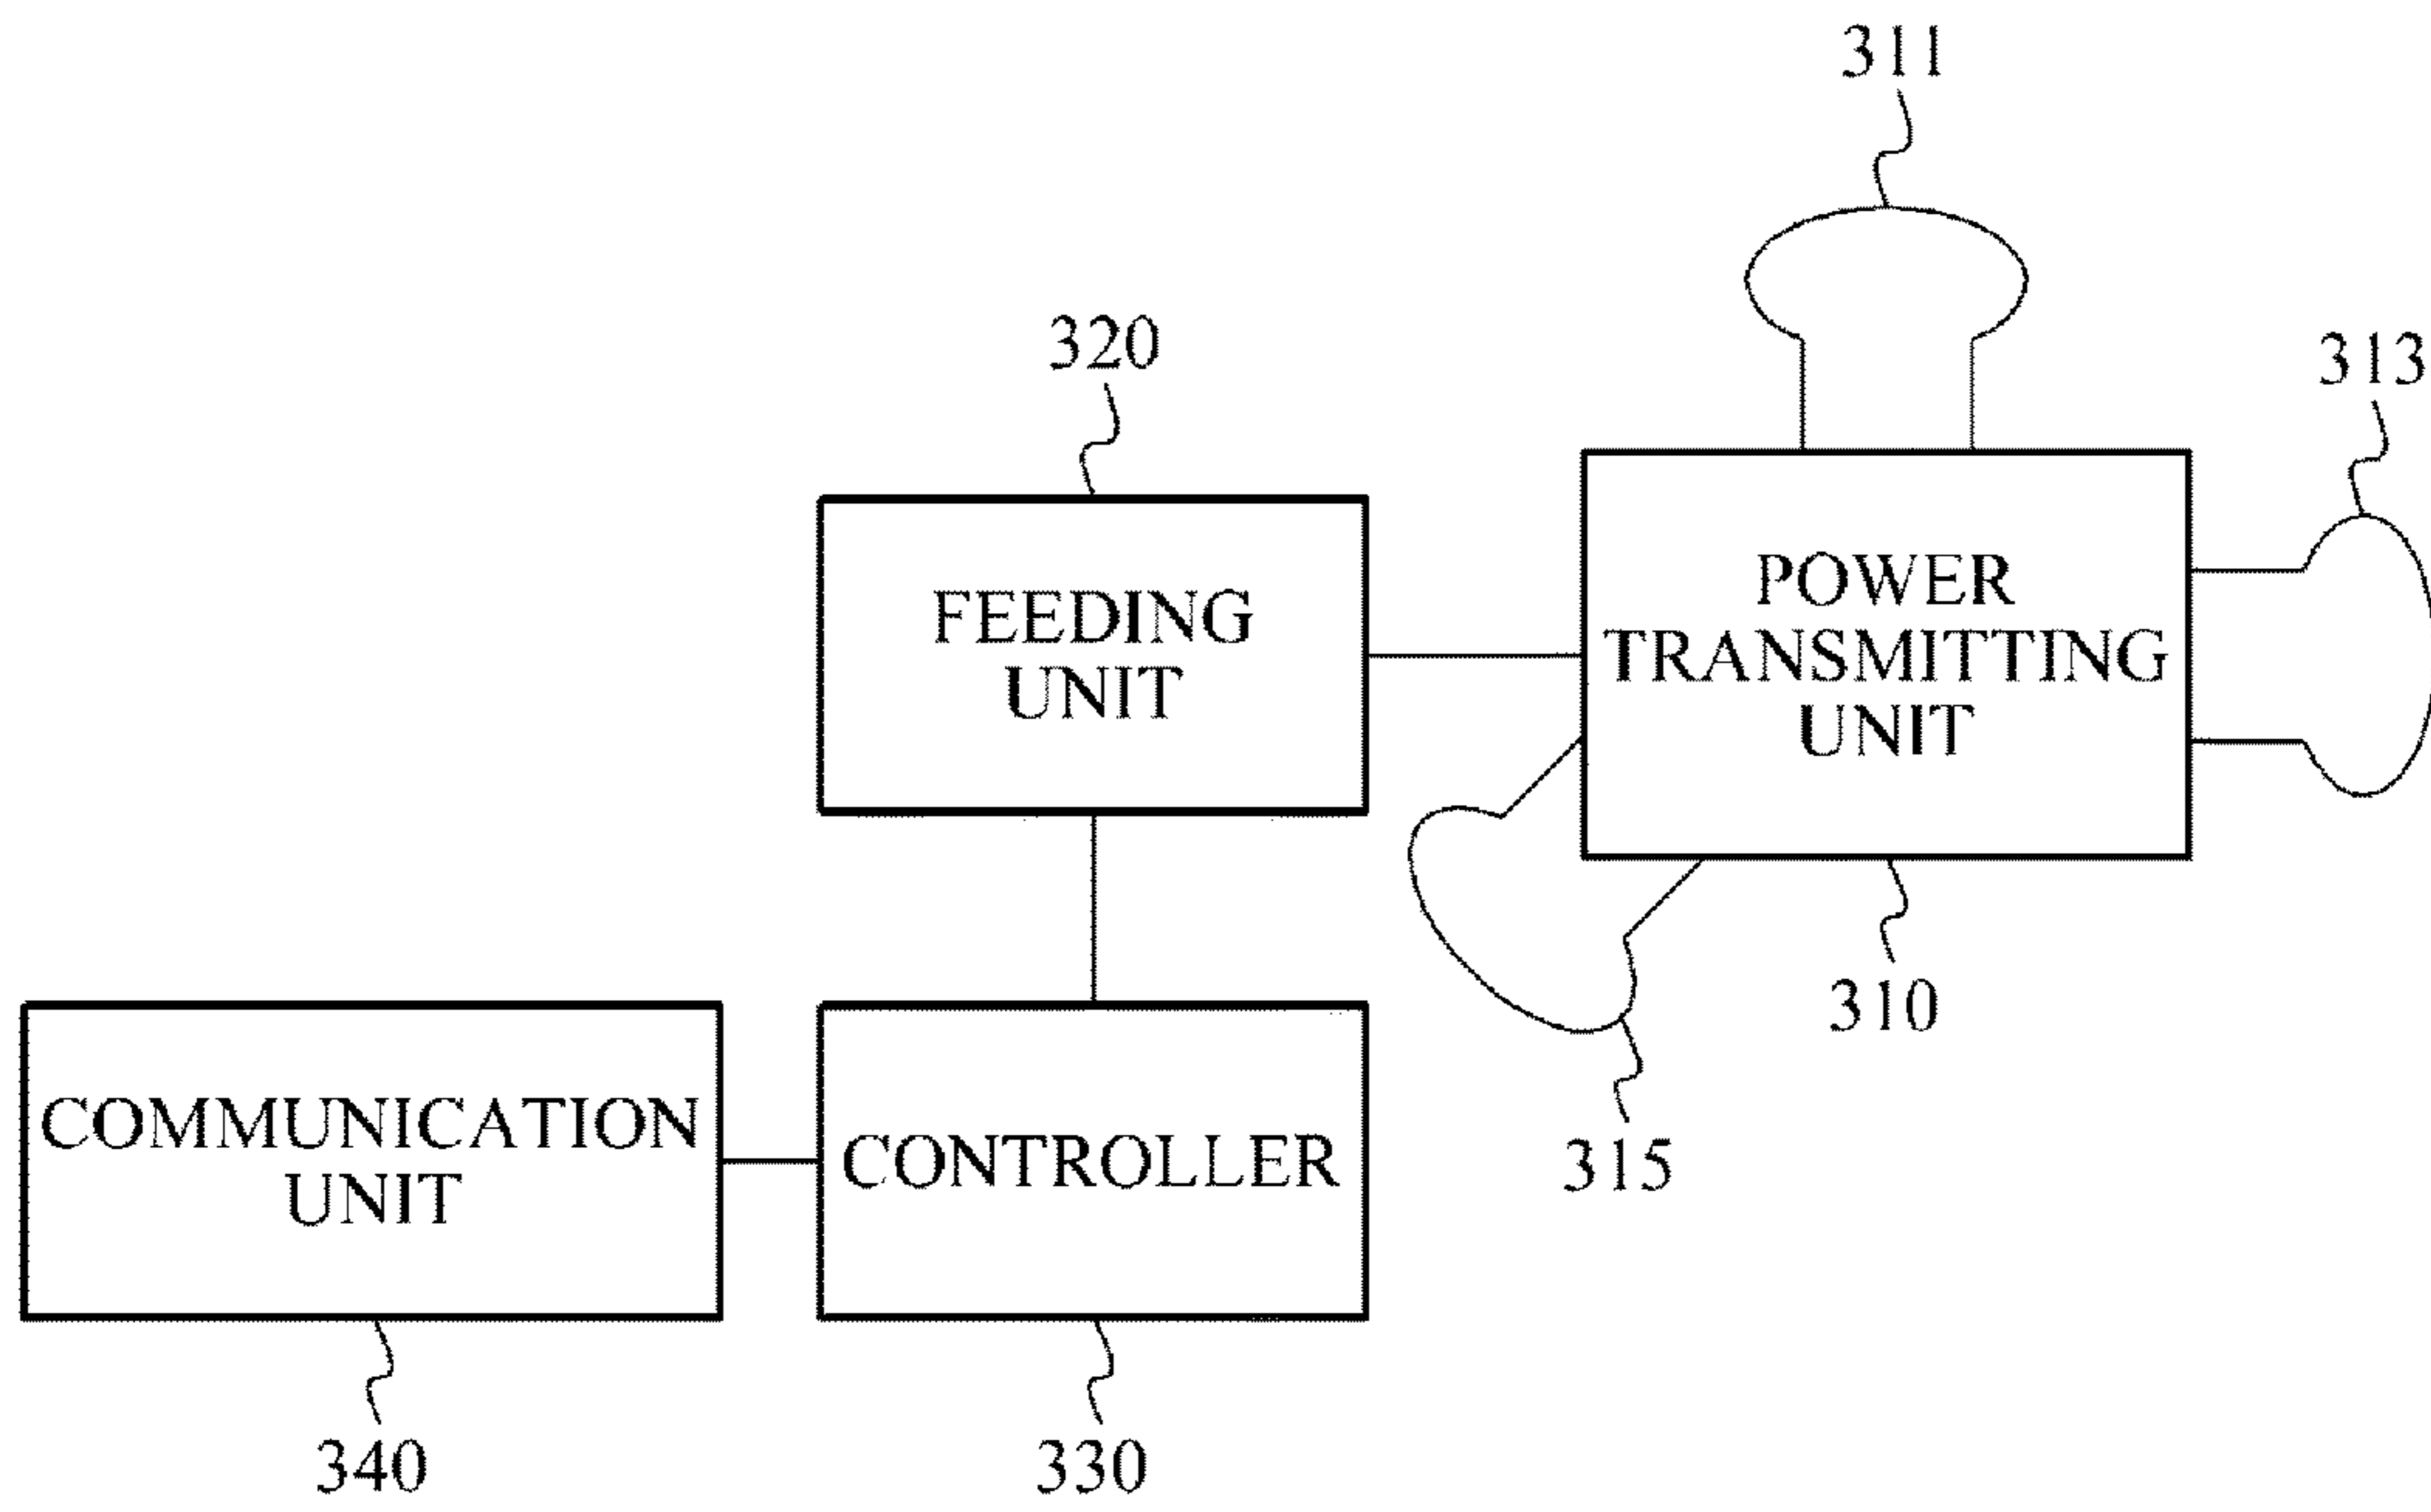 311
320
313
FEEDING
UNIT
POWER
TRANSMITTING
UNIT
310
COMMUNICATION
UNIT
CONTROLLER
315
340
330